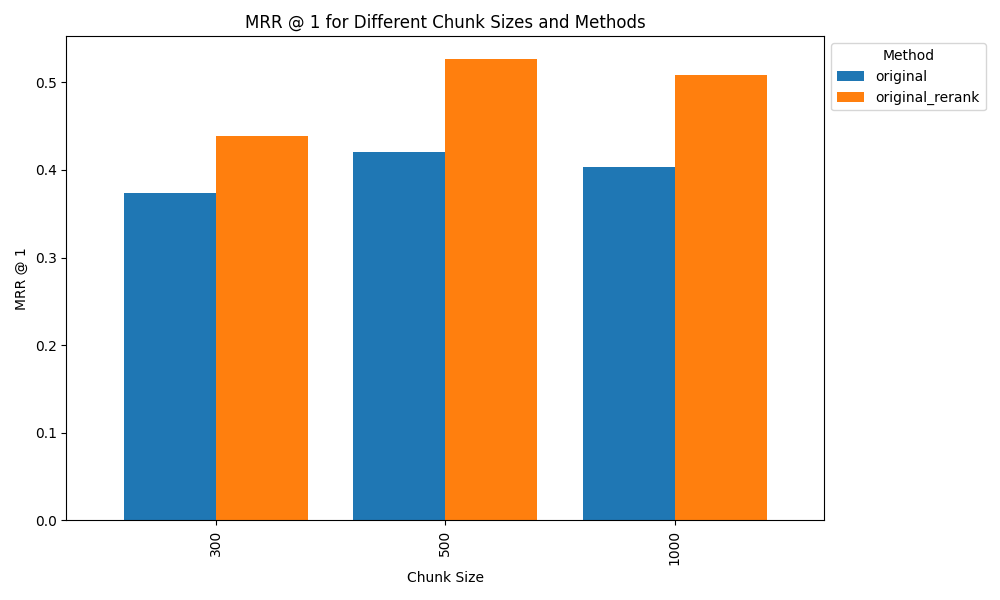 MRR @ 1 for Different Chunk Sizes and Methods
Method
original
original_rerank
MRR @ 1
0.5
0.4
0.3
0.2
0.1
0.0
300
500
1000
Chunk Size